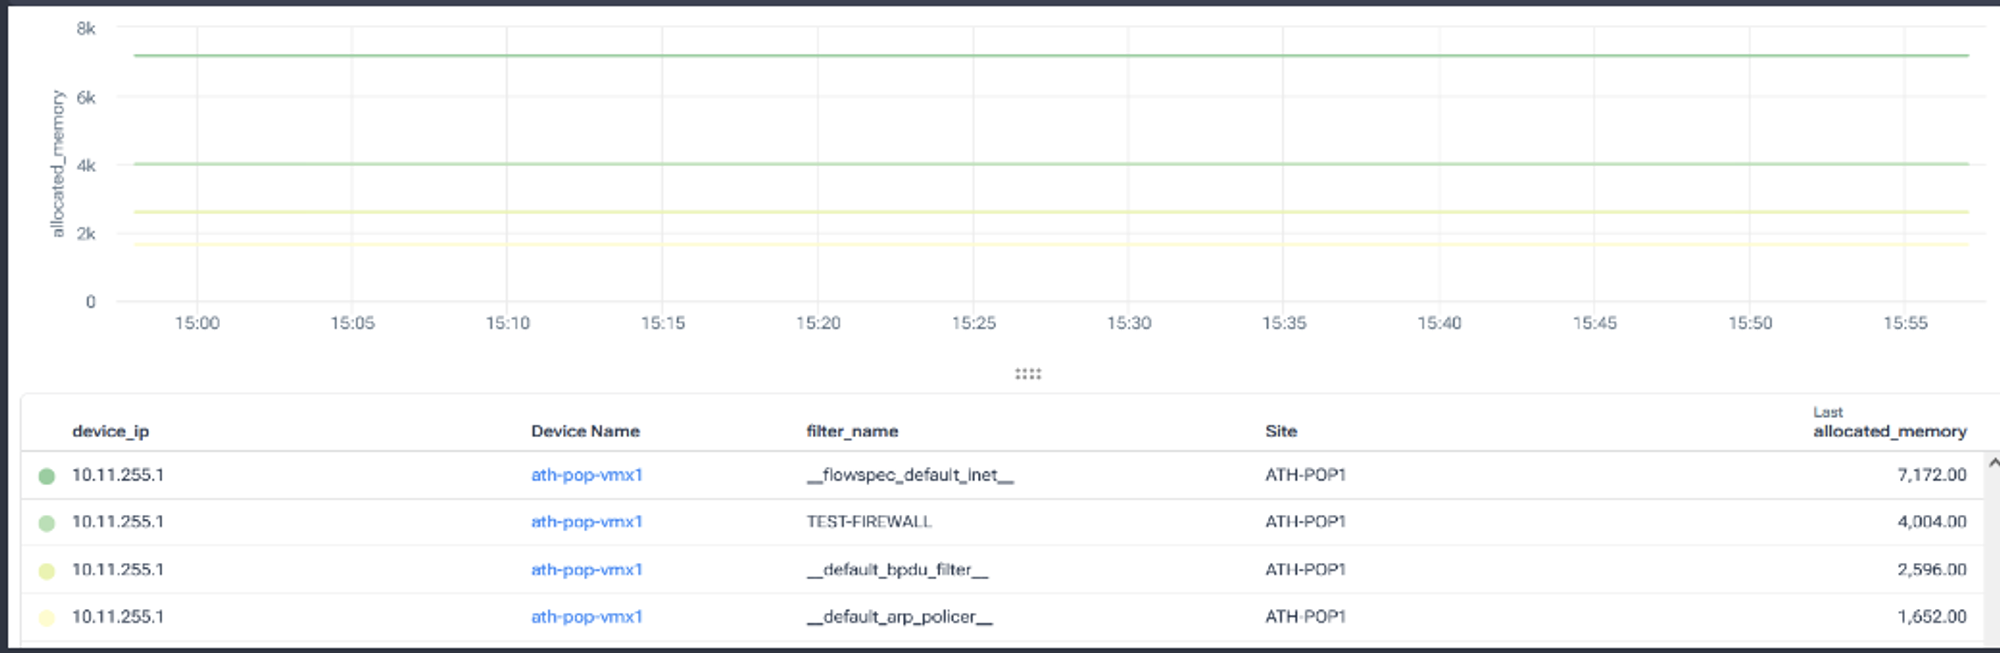 8k
6k
4k
2k
0
allocated_memory
15:00 15:05 15:10 15:15 15:20 15:25 15:30 15:35 15:40 15:45 15:50 15:55
Last
device_ip Device Name filter_name Site allocated_memory
10.11.255.1 ath-pop-vmx1 __flowspec_default_inet__ ATH-POP1 7,172.00
10.11.255.1 ath-pop-vmx1 TEST-FIREWALL ATH-POP1 4,004.00
10.11.255.1 ath-pop-vmx1 __default_bpdu_filter__ ATH-POP1 2,596.00
10.11.255.1 ath-pop-vmx1 __default_arp_policer__ ATH-POP1 1,652.00